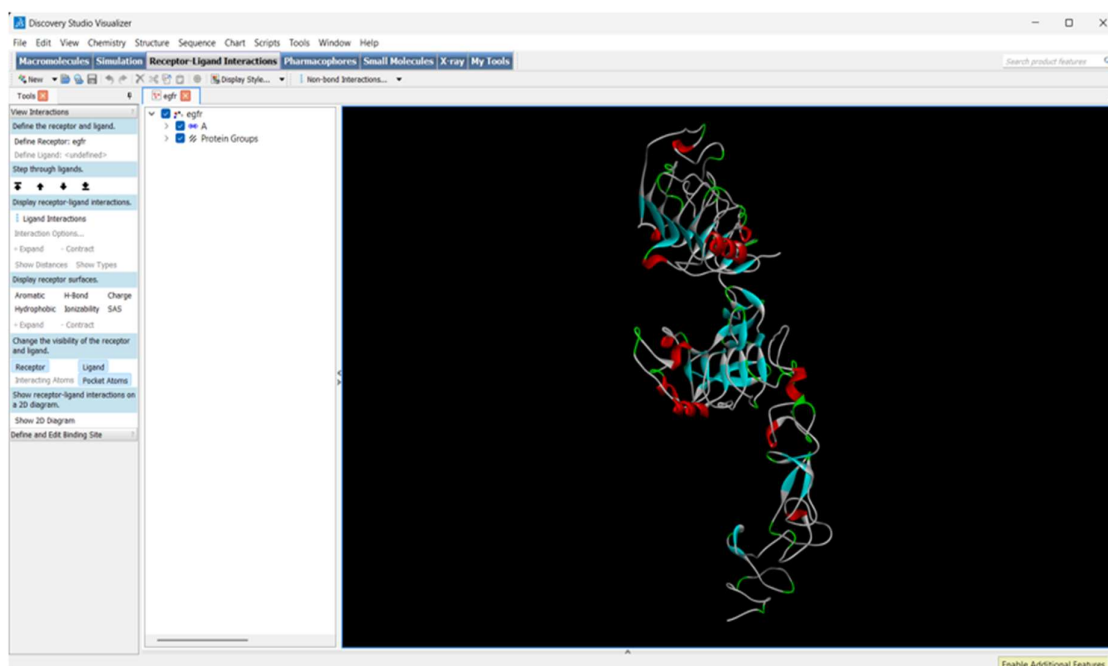 Discovery Studio Visualizer
File Edit View Chemistry Structure Sequence Chart Scripts Tools Window Help
Macromolecules Simulation Receptor-Ligand Interactions Pharmacophores Small Molecules X-ray My Tools
Search product features
New Display Style... Non-bond Interactions...
Tools egfr
View Interactions ?
Define the receptor and ligand.
Define Receptor: egfr
Define Ligand: <undefined>
Step through ligands.
Display receptor-ligand interactions.
Ligand Interactions
Interaction Options...
+ Expand - Contract
Show Distances Show Types
Display receptor surfaces.
Aromatic H-Bond Charge
Hydrophobic Ionizability SAS
+ Expand - Contract
Change the visibility of the receptor
and ligand.
Receptor Ligand
Interacting Atoms Pocket Atoms
Show receptor-ligand interactions on
a 2D diagram.
Show 2D Diagram
Define and Edit Binding Site ?
egfr
A
Protein Groups
Enable Additional Features